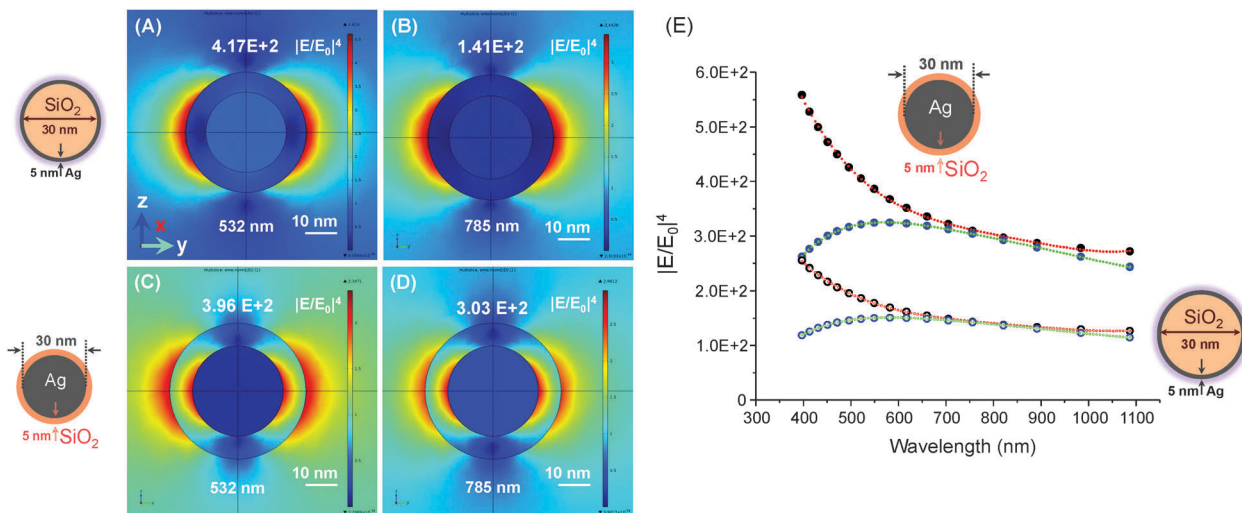 (A)
4.17E+2
|E/E₀|⁴
532 nm
10 nm
z
x
y
SiO₂
30 nm
5 nm↑Ag
(B)
1.41E+2
|E/E₀|⁴
785 nm
10 nm
(C)
3.96 E+2
|E/E₀|⁴
532 nm
10 nm
30 nm
Ag
5 nm↑SiO₂
(D)
3.03 E+2
|E/E₀|⁴
785 nm
10 nm
(E)
|E/E₀|⁴
6.0E+2
5.0E+2
4.0E+2
3.0E+2
2.0E+2
1.0E+2
0
300 400 500 600 700 800 900 1000 1100
Wavelength (nm)
30 nm
Ag
5 nm↑SiO₂
SiO₂
30 nm
5 nm↑Ag